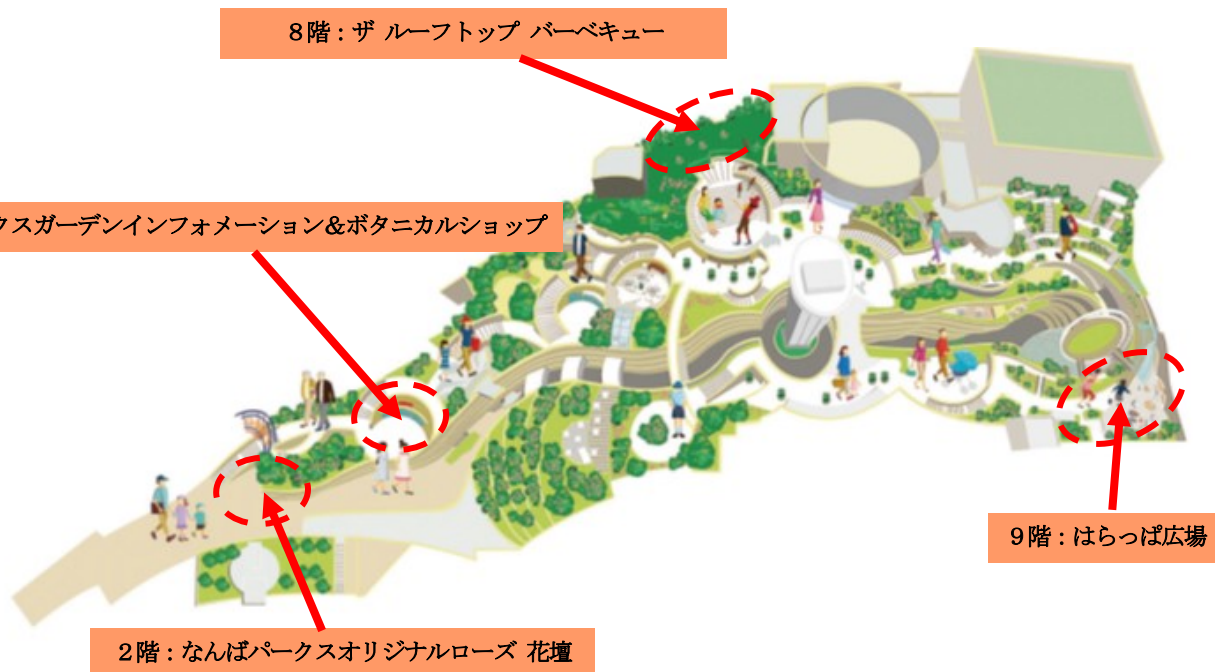 8階：ザ ルーフトップ バーベキュー
クスガーデンインフォメーション&ボタニカルショップ
9階：はらっぱ広場
2階：なんばパークスオリジナルローズ 花壇